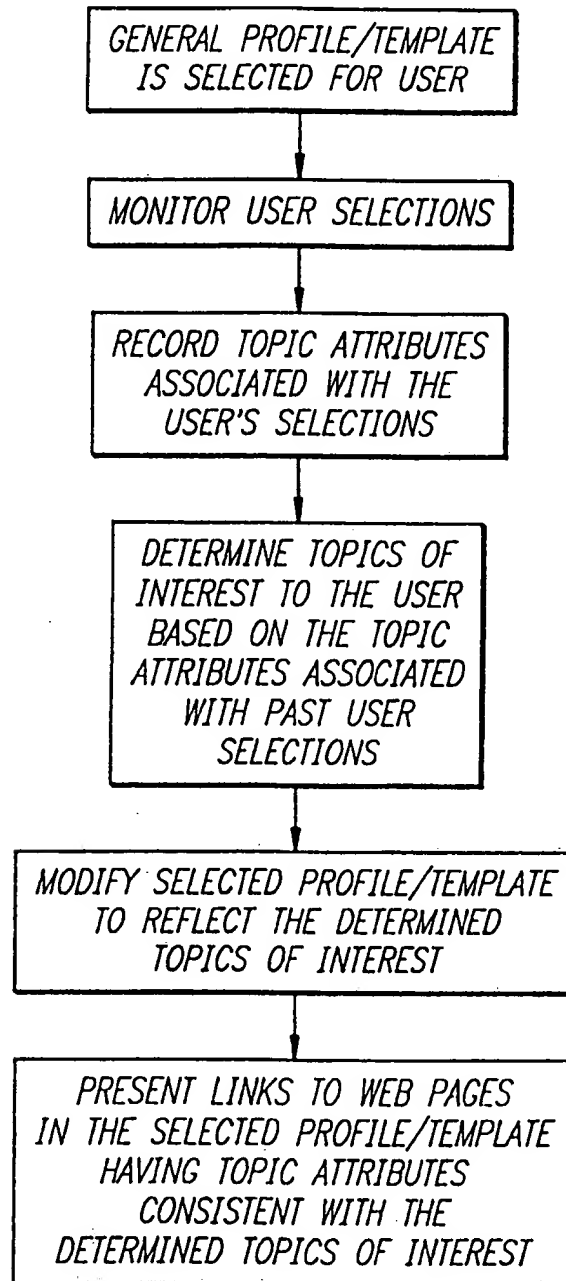 GENERAL PROFILE/TEMPLATE
IS SELECTED FOR USER
MONITOR USER SELECTIONS
RECORD TOPIC ATTRIBUTES
ASSOCIATED WITH THE
USER'S SELECTIONS
DETERMINE TOPICS OF
INTEREST TO THE USER
BASED ON THE TOPIC
ATTRIBUTES ASSOCIATED
WITH PAST USER
SELECTIONS
MODIFY SELECTED PROFILE/TEMPLATE
TO REFLECT THE DETERMINED
TOPICS OF INTEREST
PRESENT LINKS TO WEB PAGES
IN THE SELECTED PROFILE/TEMPLATE
HAVING TOPIC ATTRIBUTES
CONSISTENT WITH THE
DETERMINED TOPICS OF INTEREST